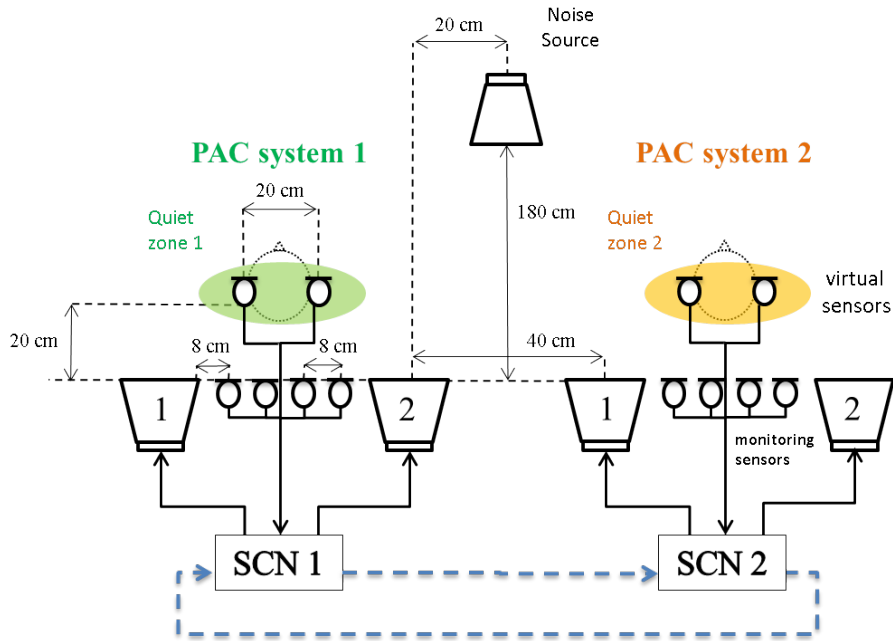 20 cm
Noise
Source
PAC system 1
PAC system 2
20 cm
Quiet
zone 1
180 cm
Quiet
zone 2
virtual
sensors
20 cm
8 cm
8 cm
40 cm
1
2
1
2
monitoring
sensors
SCN 1
SCN 2